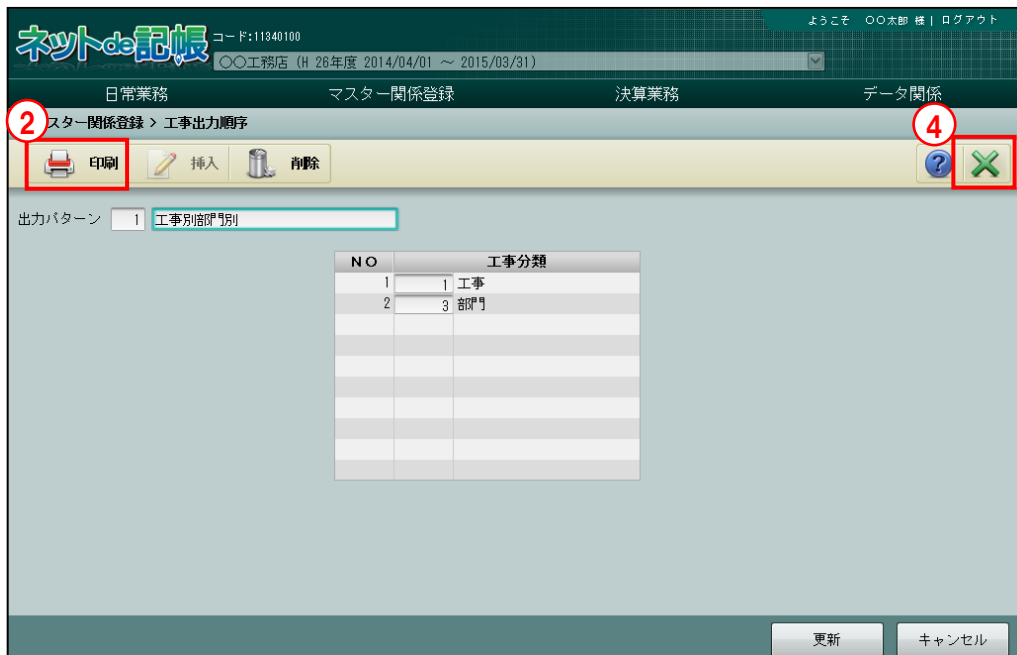 ようこそ 〇〇太郎 様 | ログアウト
ネットde記帳 コード:11340100
〇〇工務店 (H 26年度 2014/04/01 ～ 2015/03/31)
日常業務 マスター関係登録 決算業務 データ関係
② スター関係登録 > 工事出力順序 ④
印刷 挿入 削除 ?
出力パターン 1 工事別部門別
NO 工事分類
1 1 工事
2 3 部門
更新 キャンセル